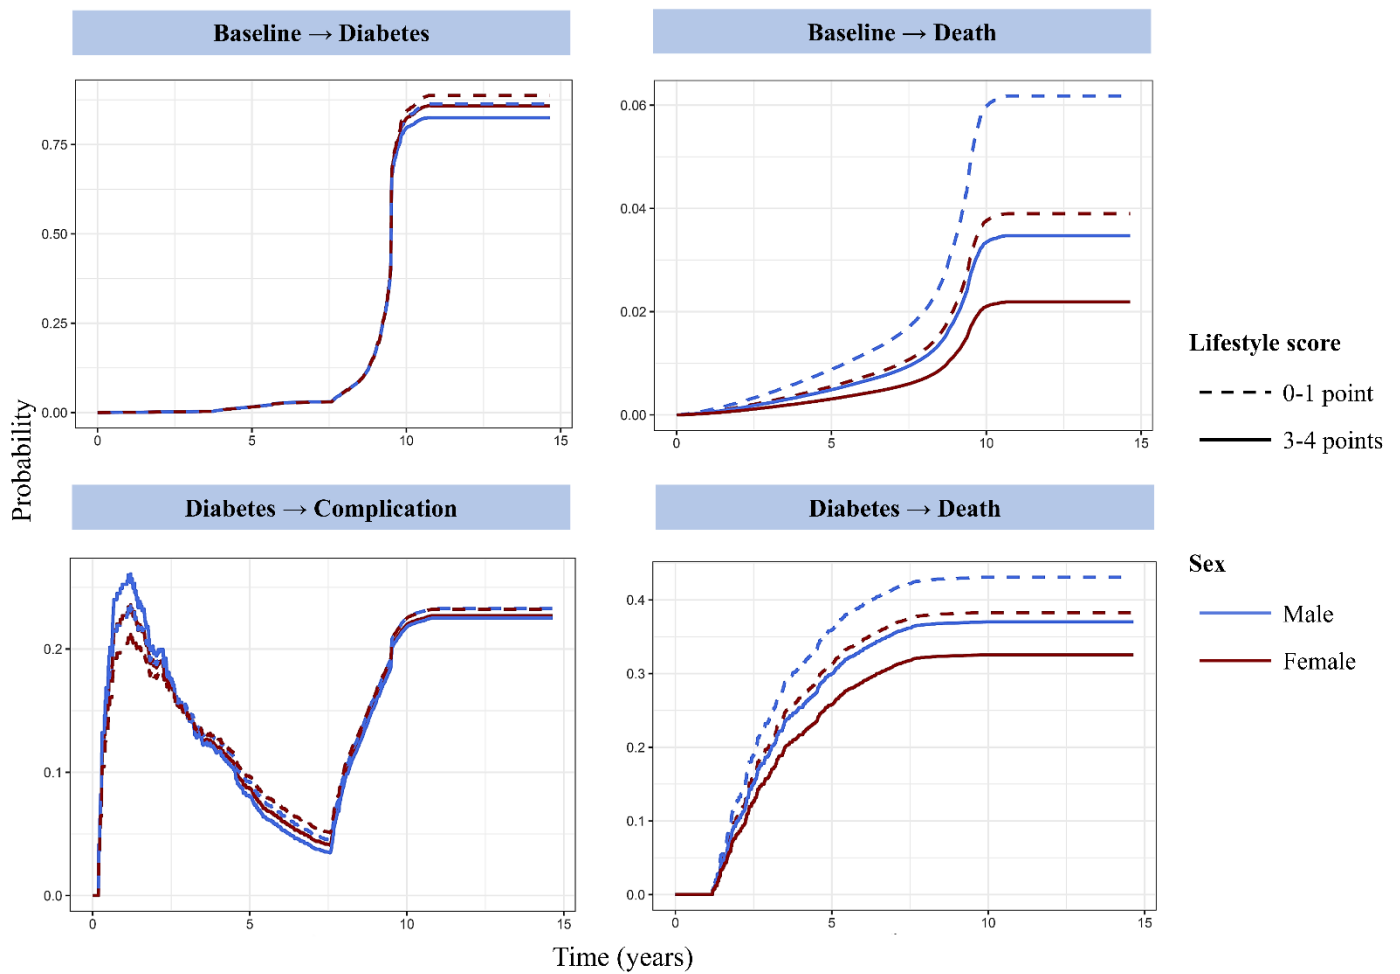 Baseline → Diabetes
Baseline → Death
0.75
0.50
0.25
0.00
0
5
10
15
0.06
0.04
0.02
0.00
0
5
10
15
Lifestyle score
0-1 point
3-4 points
Probability
Diabetes → Complication
Diabetes → Death
0.2
0.1
0.0
0
5
10
15
0.4
0.3
0.2
0.1
0.0
0
5
10
15
Sex
Male
Female
Time (years)